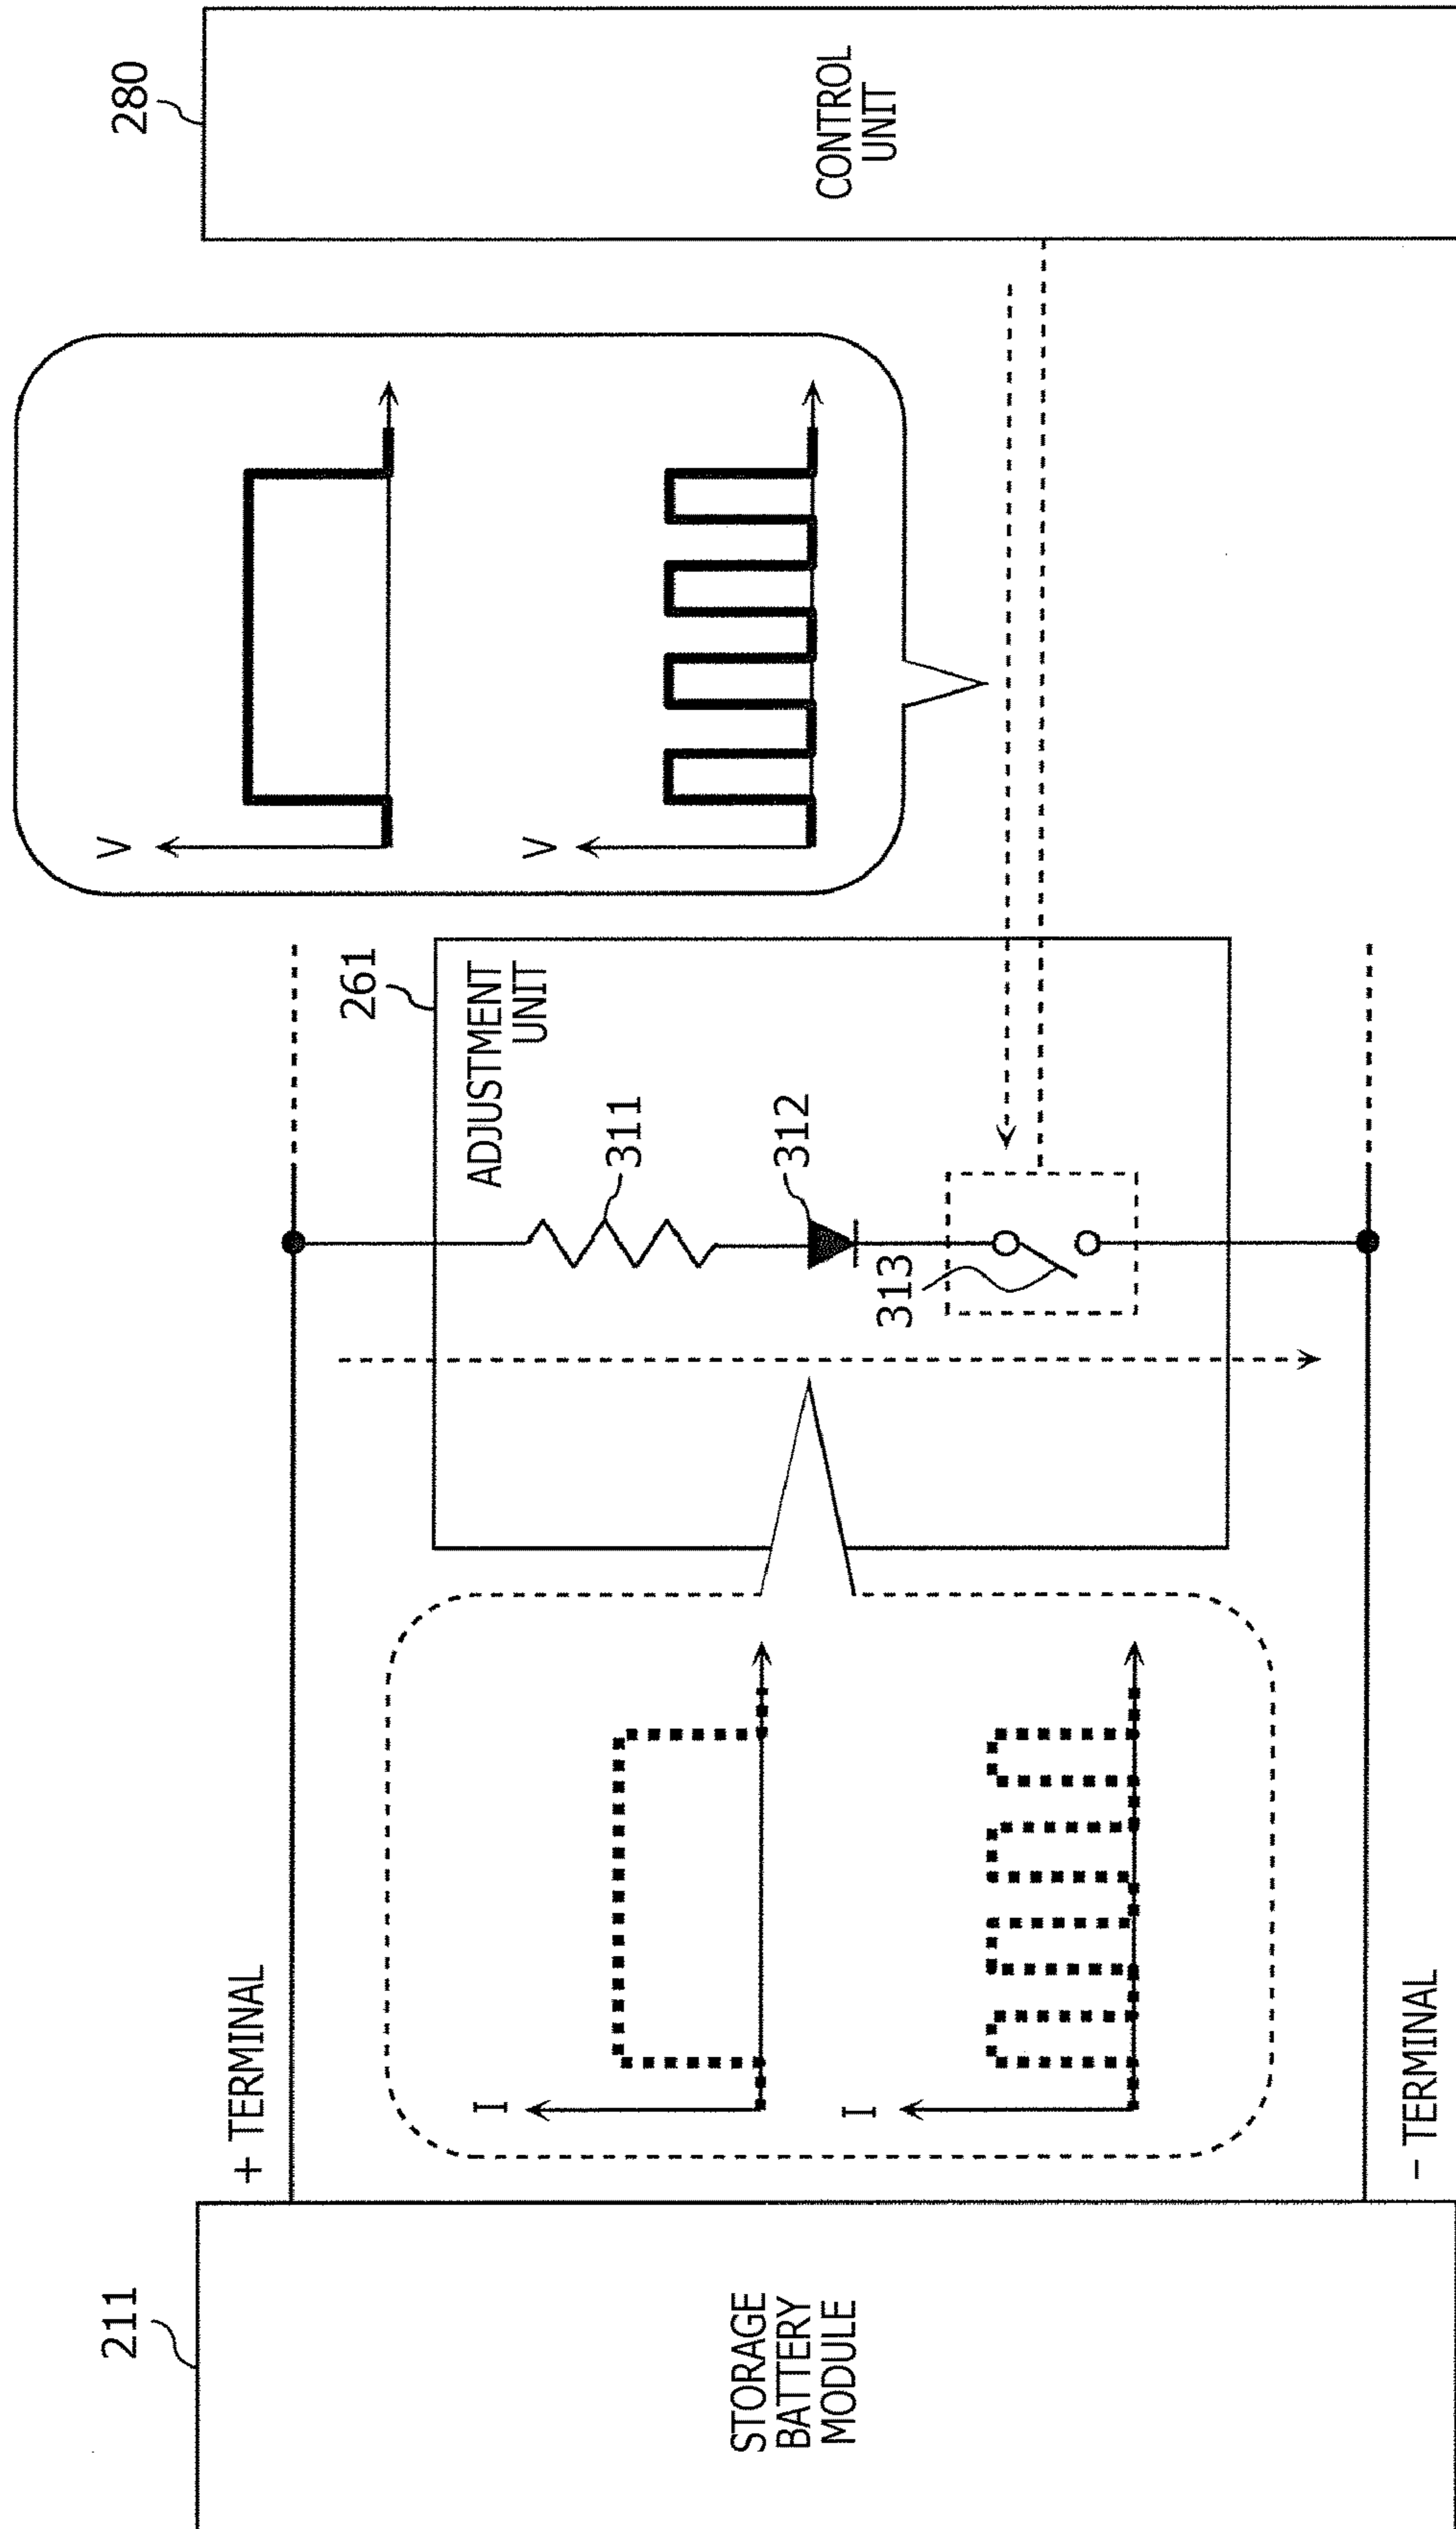 211
STORAGE
BATTERY
MODULE
+ TERMINAL
- TERMINAL
I
I
261
ADJUSTMENT
UNIT
311
312
313
V
V
280
CONTROL
UNIT